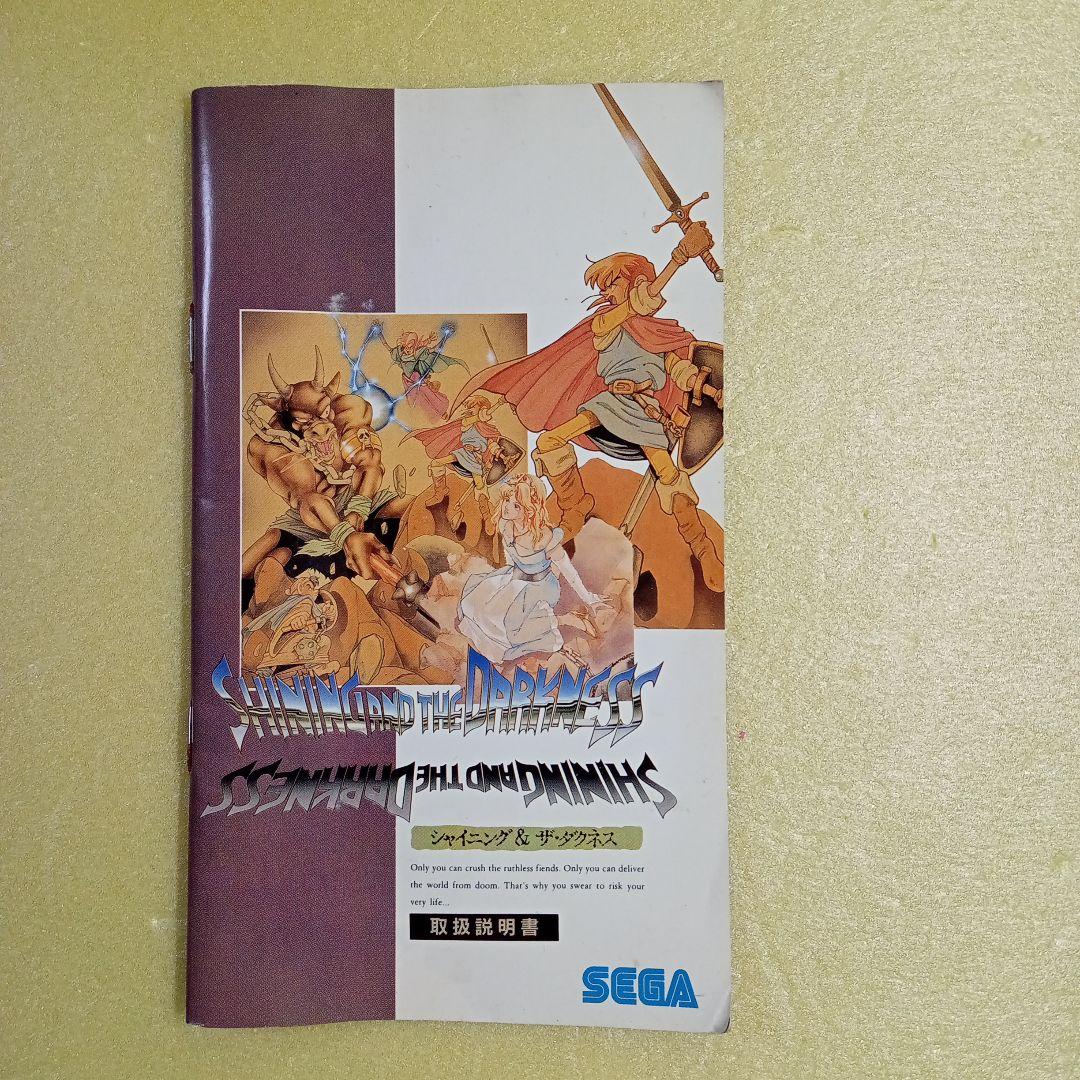 SHINING AND THE DARKNESS
SHINING AND THE DARKNESS
シャイニング & ザ・ダクネス
Only you can crush the ruthless fiends. Only you can deliver
the world from doom. That's why you swear to risk your
very life...
取扱説明書
SEGA